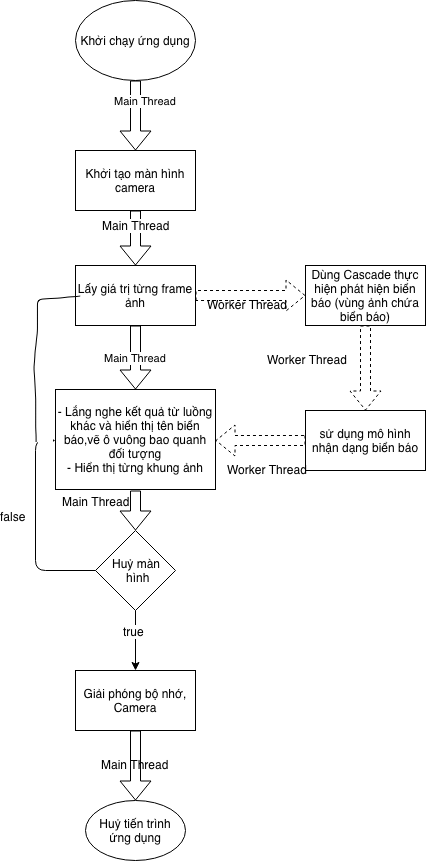 Khởi chạy ứng dụng
Main Thread
Khởi tạo màn hình
camera
Main Thread
Lấy giá trị từng frame
ảnh
Worker Thread
Dùng Cascade thực
hiện phát hiện biển
báo (vùng ảnh chứa
biển báo)
Main Thread
Worker Thread
- Lắng nghe kết quả từ luồng
khác và hiển thị tên biển
báo,vẽ ô vuông bao quanh
đối tượng
- Hiển thị từng khung ảnh
sử dụng mô hình
nhận dạng biển báo
Worker Thread
Main Thread
false
Huỷ màn
hình
true
Giải phóng bộ nhớ,
Camera
Main Thread
Huỷ tiến trình
ứng dụng